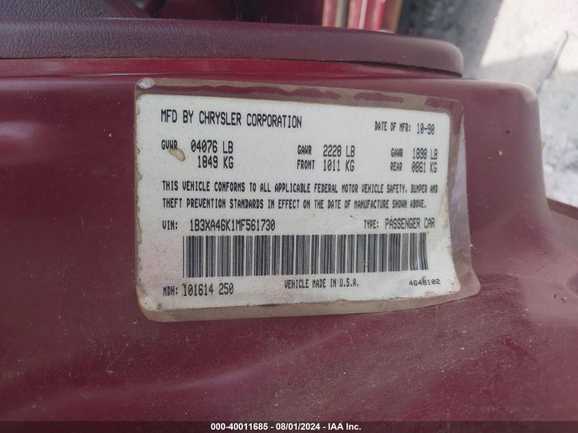 MFD BY CHRYSLER CORPORATION DATE OF MFD: 10-90
GVWR 04076 LB GAWR 2228 LB GAWR 1898 LB
1849 KG FRONT 1011 KG REAR 0861 KG
THIS VEHICLE CONFORMS TO ALL APPLICABLE FEDERAL MOTOR VEHICLE SAFETY, BUMPER AND
THEFT PREVENTION STANDARDS IN EFFECT ON THE DATE OF MANUFACTURE SHOWN ABOVE.
VIN: 1B3XA46K1MF561730 TYPE: PASSENGER CAR
MDH: 101614 250 VEHICLE MADE IN U.S.A. 4648102
000-40011685 - 08/01/2024 - IAA Inc.